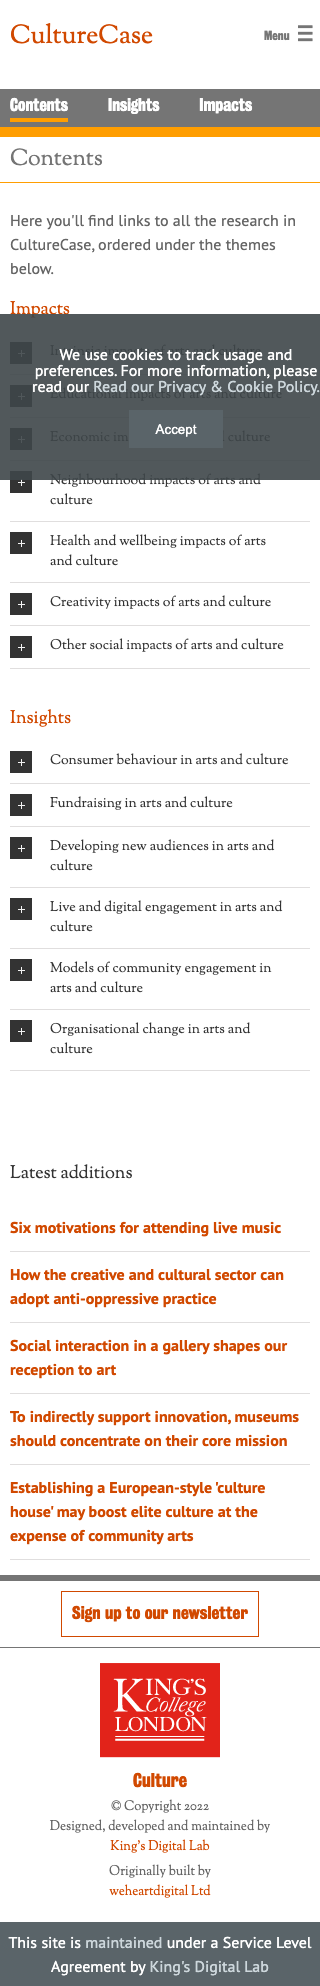 CultureCase
Menu
Contents Insights Impacts
Contents
Here you'll find links to all the research in
CultureCase, ordered under the themes
below.
Impacts
We use cookies to track usage and
preferences. For more information, please
read our Read our Privacy & Cookie Policy.
Educational impacts of arts and culture
Economic impacts of arts and culture
Accept
Neighbourhood impacts of arts and
culture
Health and wellbeing impacts of arts
and culture
Creativity impacts of arts and culture
Other social impacts of arts and culture
Insights
Consumer behaviour in arts and culture
Fundraising in arts and culture
Developing new audiences in arts and
culture
Live and digital engagement in arts and
culture
Models of community engagement in
arts and culture
Organisational change in arts and
culture
Latest additions
Six motivations for attending live music
How the creative and cultural sector can
adopt anti-oppressive practice
Social interaction in a gallery shapes our
reception to art
To indirectly support innovation, museums
should concentrate on their core mission
Establishing a European-style 'culture
house' may boost elite culture at the
expense of community arts
Sign up to our newsletter
KING'S
College
LONDON
Culture
© Copyright 2022
Designed, developed and maintained by
King's Digital Lab
Originally built by
weheartdigital Ltd
This site is maintained under a Service Level
Agreement by King's Digital Lab